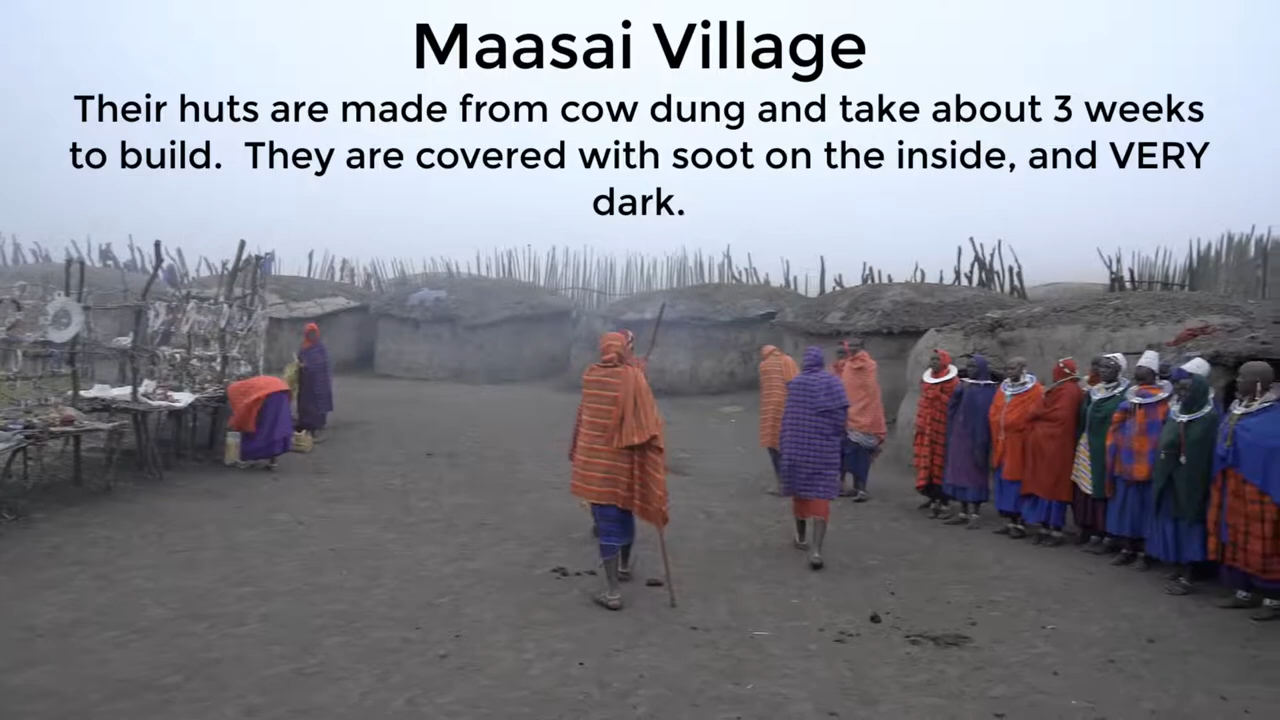 Maasai Village
Their huts are made from cow dung and take about 3 weeks
to build.  They are covered with soot on the inside, and VERY
dark.